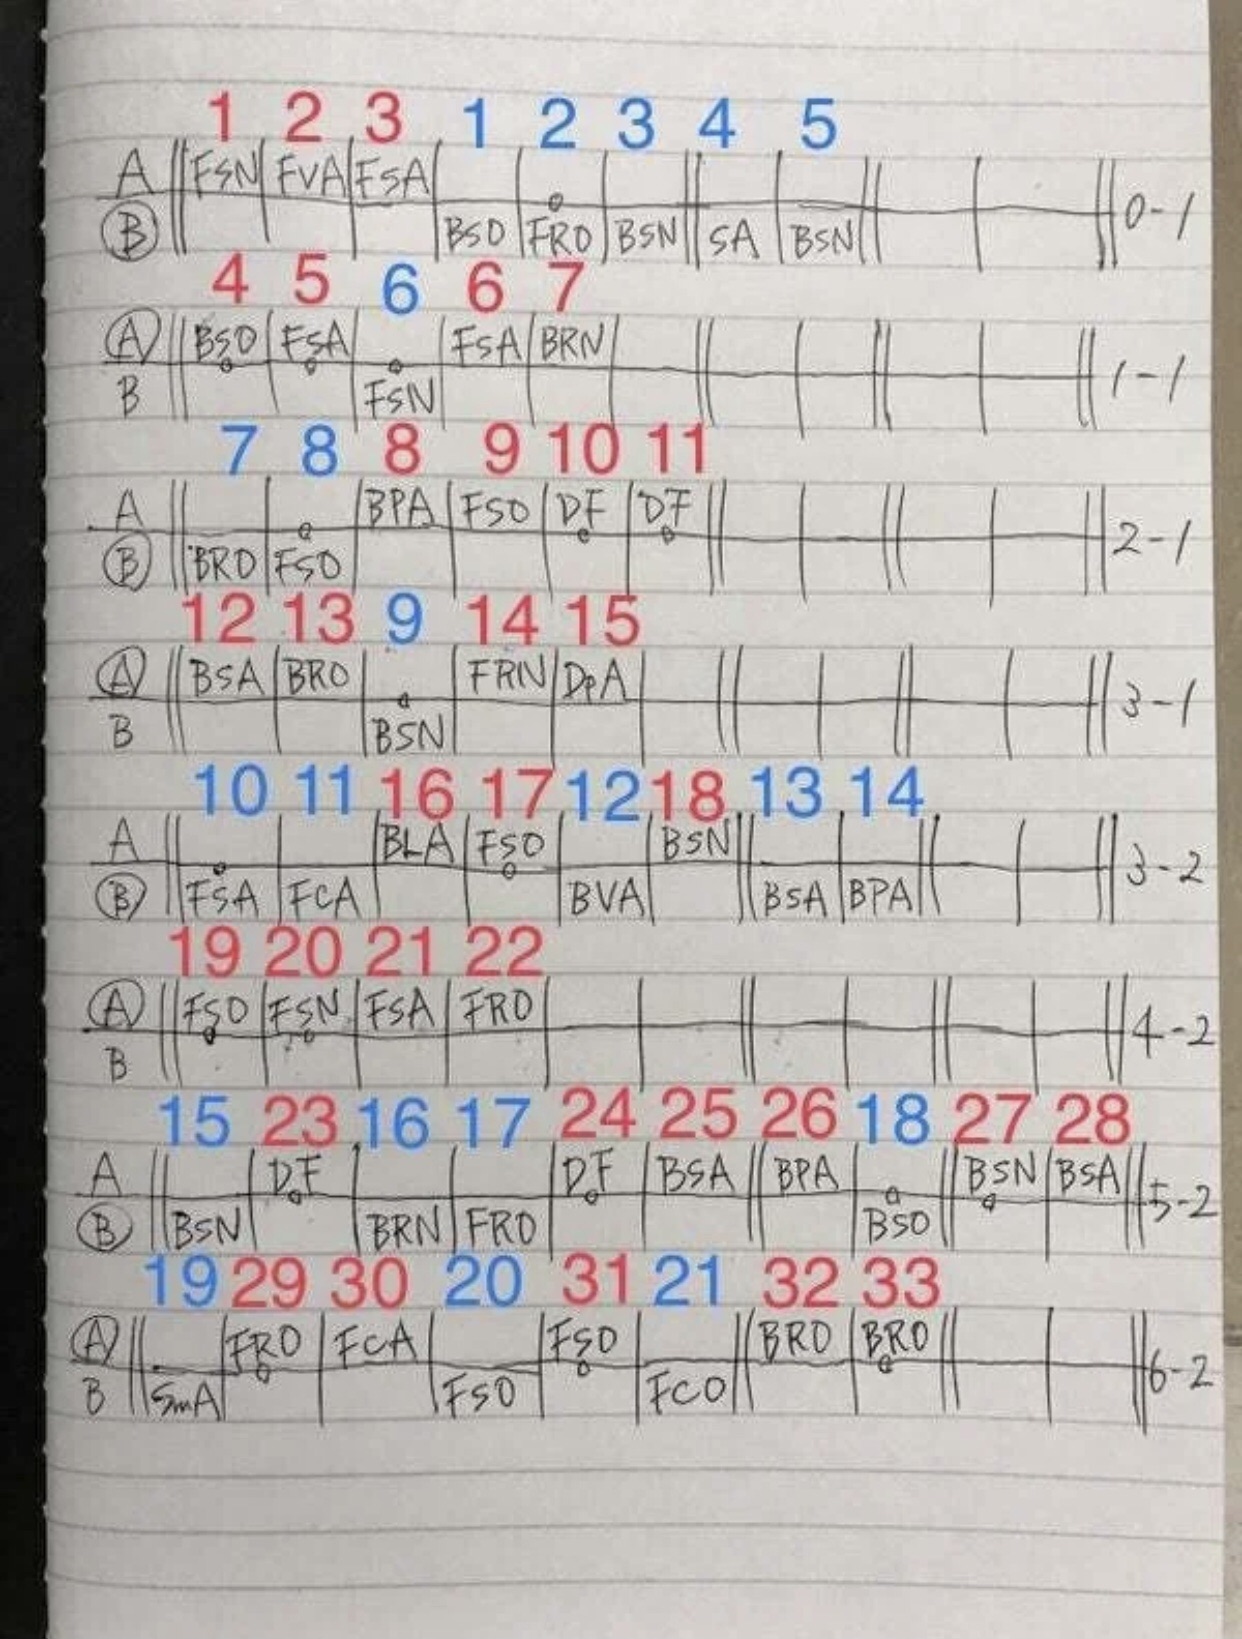 1 2 3 1 2 3 4 5
A FSN FVA FSA
B BSO FRO BSN SA BSN 0-1
4 5 6 6 7
A BSO FSA FSA BRN
B FSN 1-1
7 8 8 9 10 11
A BPA FSO DF DF
B BRO FSO 2-1
12 13 9 14 15
A BSA BRO FRN DPA
B BSN 3-1
10 11 16 17 12 18 13 14
A BLA FSO BSN
B FSA FCA BVA BSA BPA 3-2
19 20 21 22
A FSO FSN FSA FRO
B 4-2
15 23 16 17 24 25 26 18 27 28
A DF DF BSA BPA BSN BSA
B BSN BRN FRO BSO 5-2
19 29 30 20 31 21 32 33
A FRO FCA FSO BRO BRO
B SmA FSO FCO 6-2